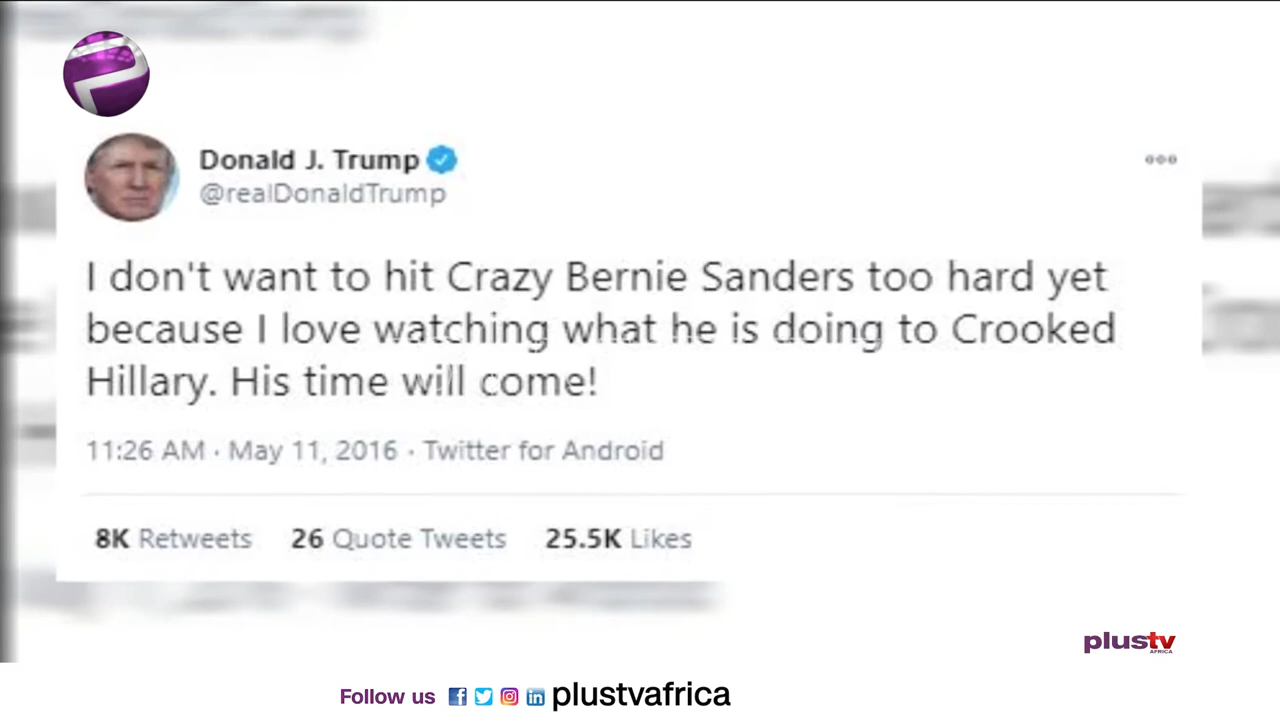 Donald J. Trump
@realDonaldTrump
I don't want to hit Crazy Bernie Sanders too hard yet
because I love watching what he is doing to Crooked
Hillary. His time will come!
11:26 AM · May 11, 2016 · Twitter for Android
8K Retweets 26 Quote Tweets 25.5K Likes
plustv
AFRICA
Follow us plustvafrica